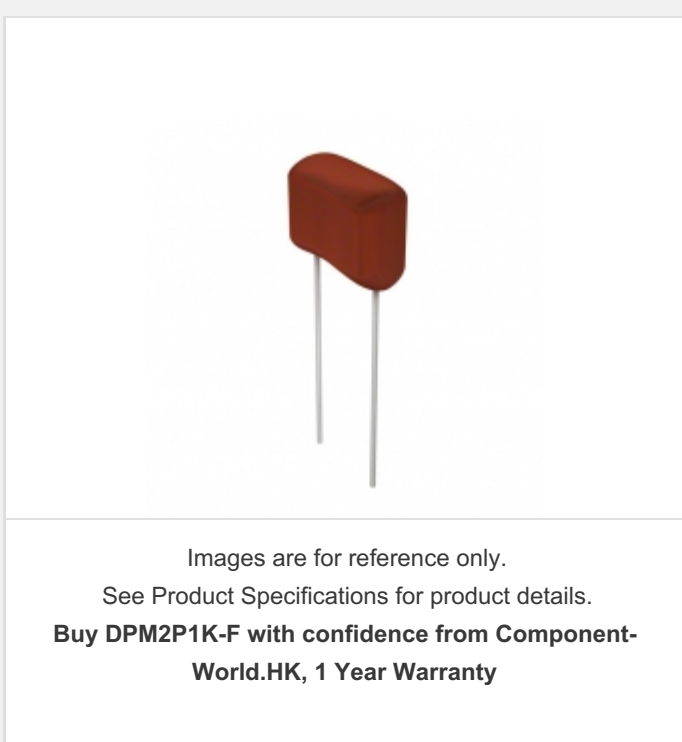 Images are for reference only.
See Product Specifications for product details.
Buy DPM2P1K-F with confidence from Component-
World.HK, 1 Year Warranty